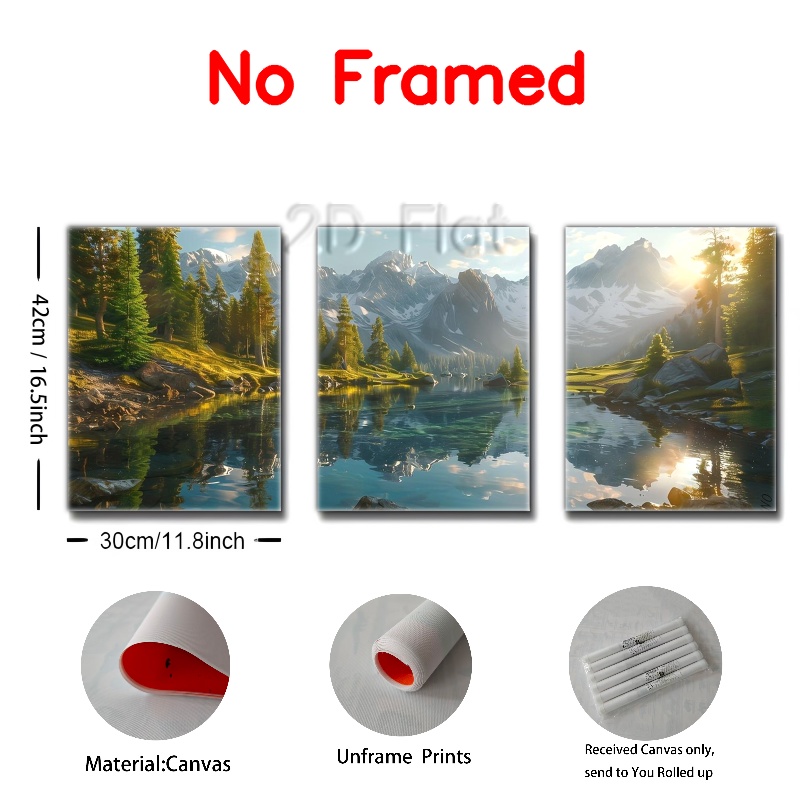 No Framed
2D Flat
42cm / 16.5inch
30cm/11.8inch
Material:Canvas
Unframe Prints
Received Canvas only,
send to You Rolled up